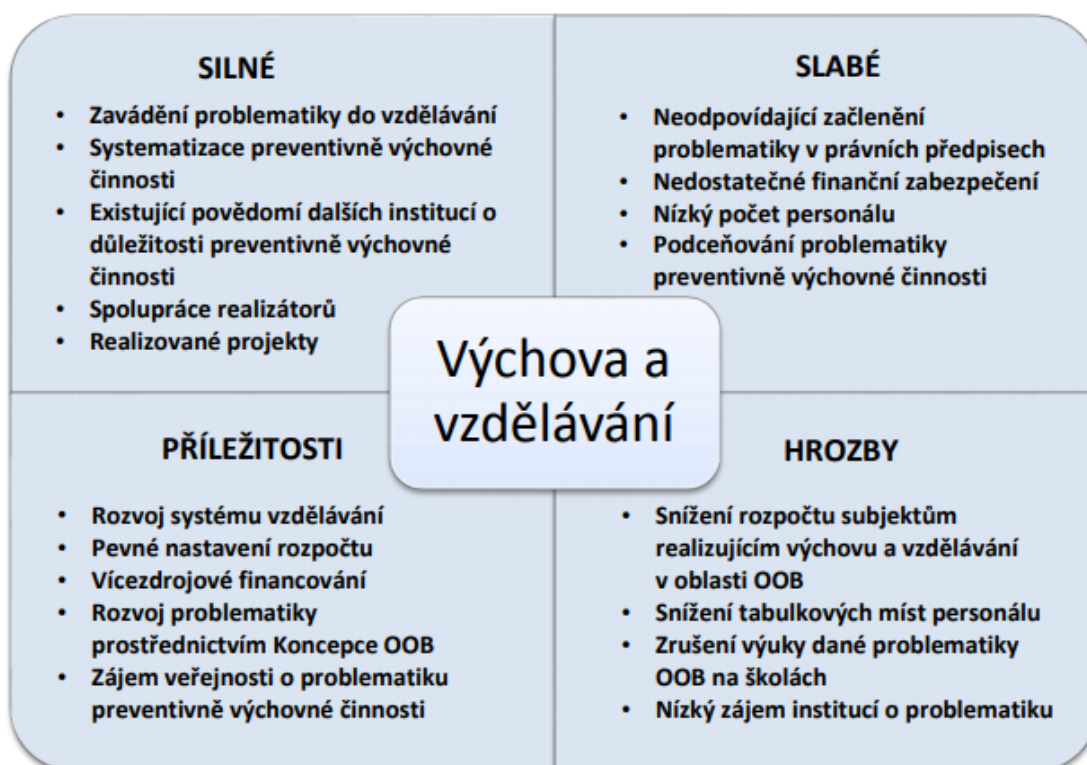 SILNÉ
• Zavádění problematiky do vzdělávání
• Systematizace preventivně výchovné
činnosti
• Existující povědomí dalších institucí o
důležitosti preventivně výchovné
činnosti
• Spolupráce realizátorů
• Realizované projekty
SLABÉ
• Neodpovídající začlenění
problematiky v právních předpisech
• Nedostatečné finanční zabezpečení
• Nízký počet personálu
• Podceňování problematiky
preventivně výchovné činnosti
Výchova a
vzdělávání
PŘÍLEŽITOSTI
• Rozvoj systému vzdělávání
• Pevné nastavení rozpočtu
• Vícezdrojové financování
• Rozvoj problematiky
prostřednictvím Koncepce OOB
• Zájem veřejnosti o problematiku
preventivně výchovné činnosti
HROZBY
• Snížení rozpočtu subjektům
realizujícím výchovu a vzdělávání
v oblasti OOB
• Snížení tabulkových míst personálu
• Zrušení výuky dané problematiky
OOB na školách
• Nízký zájem institucí o problematiku